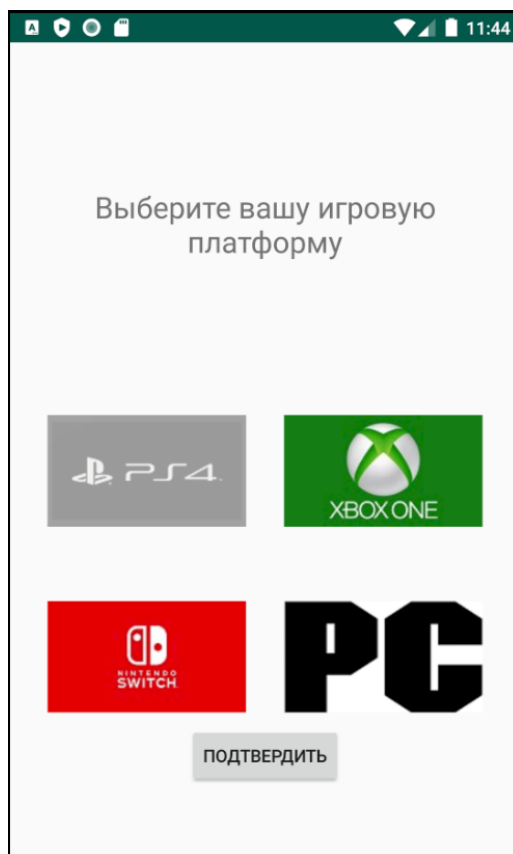 11:44
Выберите вашу игровую
платформу
PS4
XBOX ONE
NINTENDO
SWITCH
PC
ПОДТВЕРДИТЬ